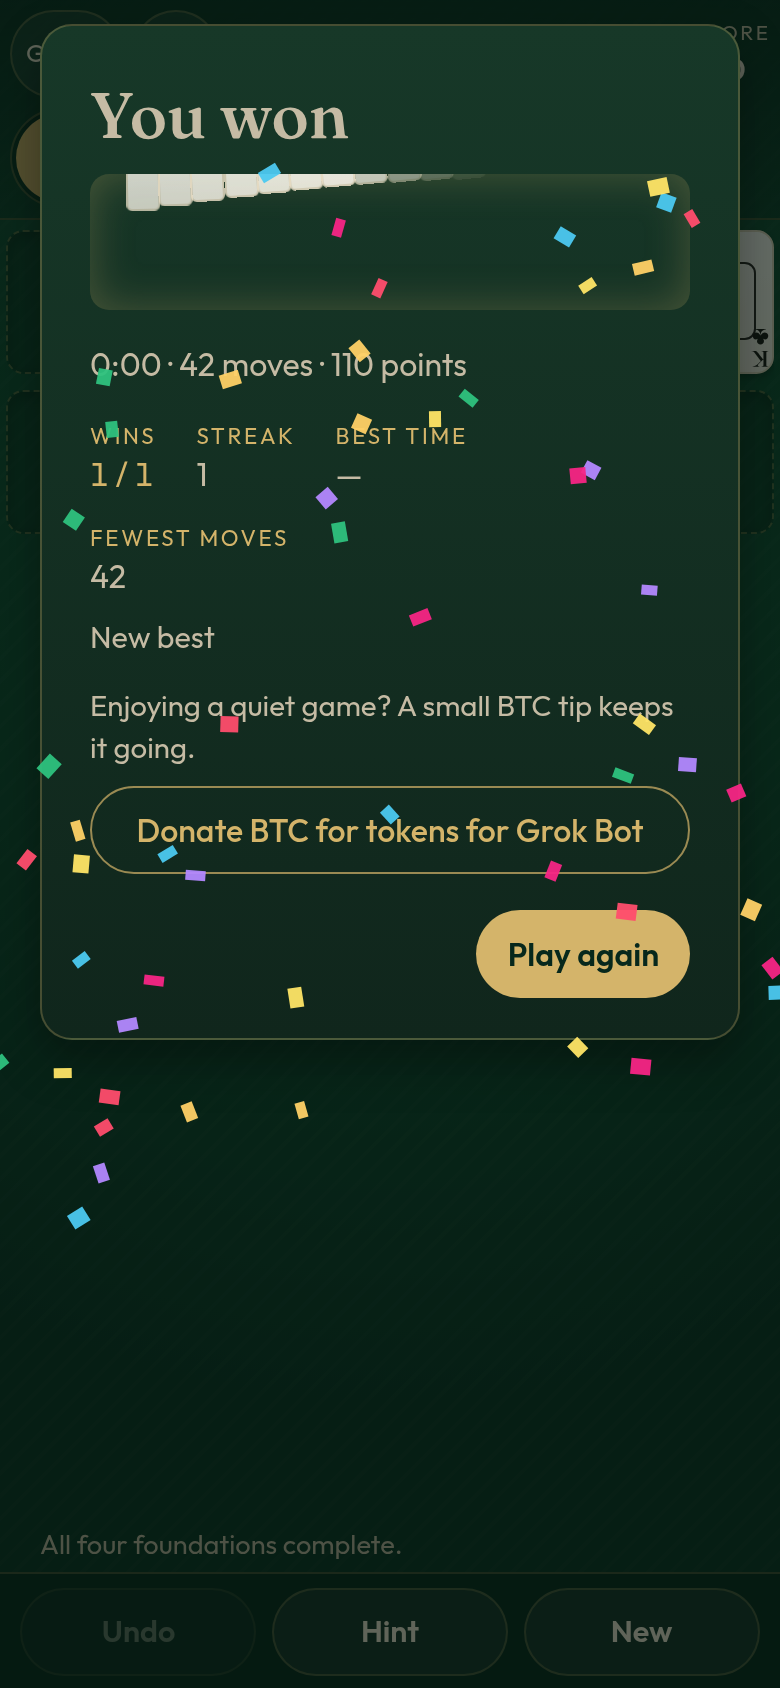 G
ORE
You won
K
0:00 · 42 moves · 110 points
WINS STREAK BEST TIME
1 / 1 1 —
FEWEST MOVES
42
New best
Enjoying a quiet game? A small BTC tip keeps
it going.
Donate BTC for tokens for Grok Bot
Play again
All four foundations complete.
Undo Hint New